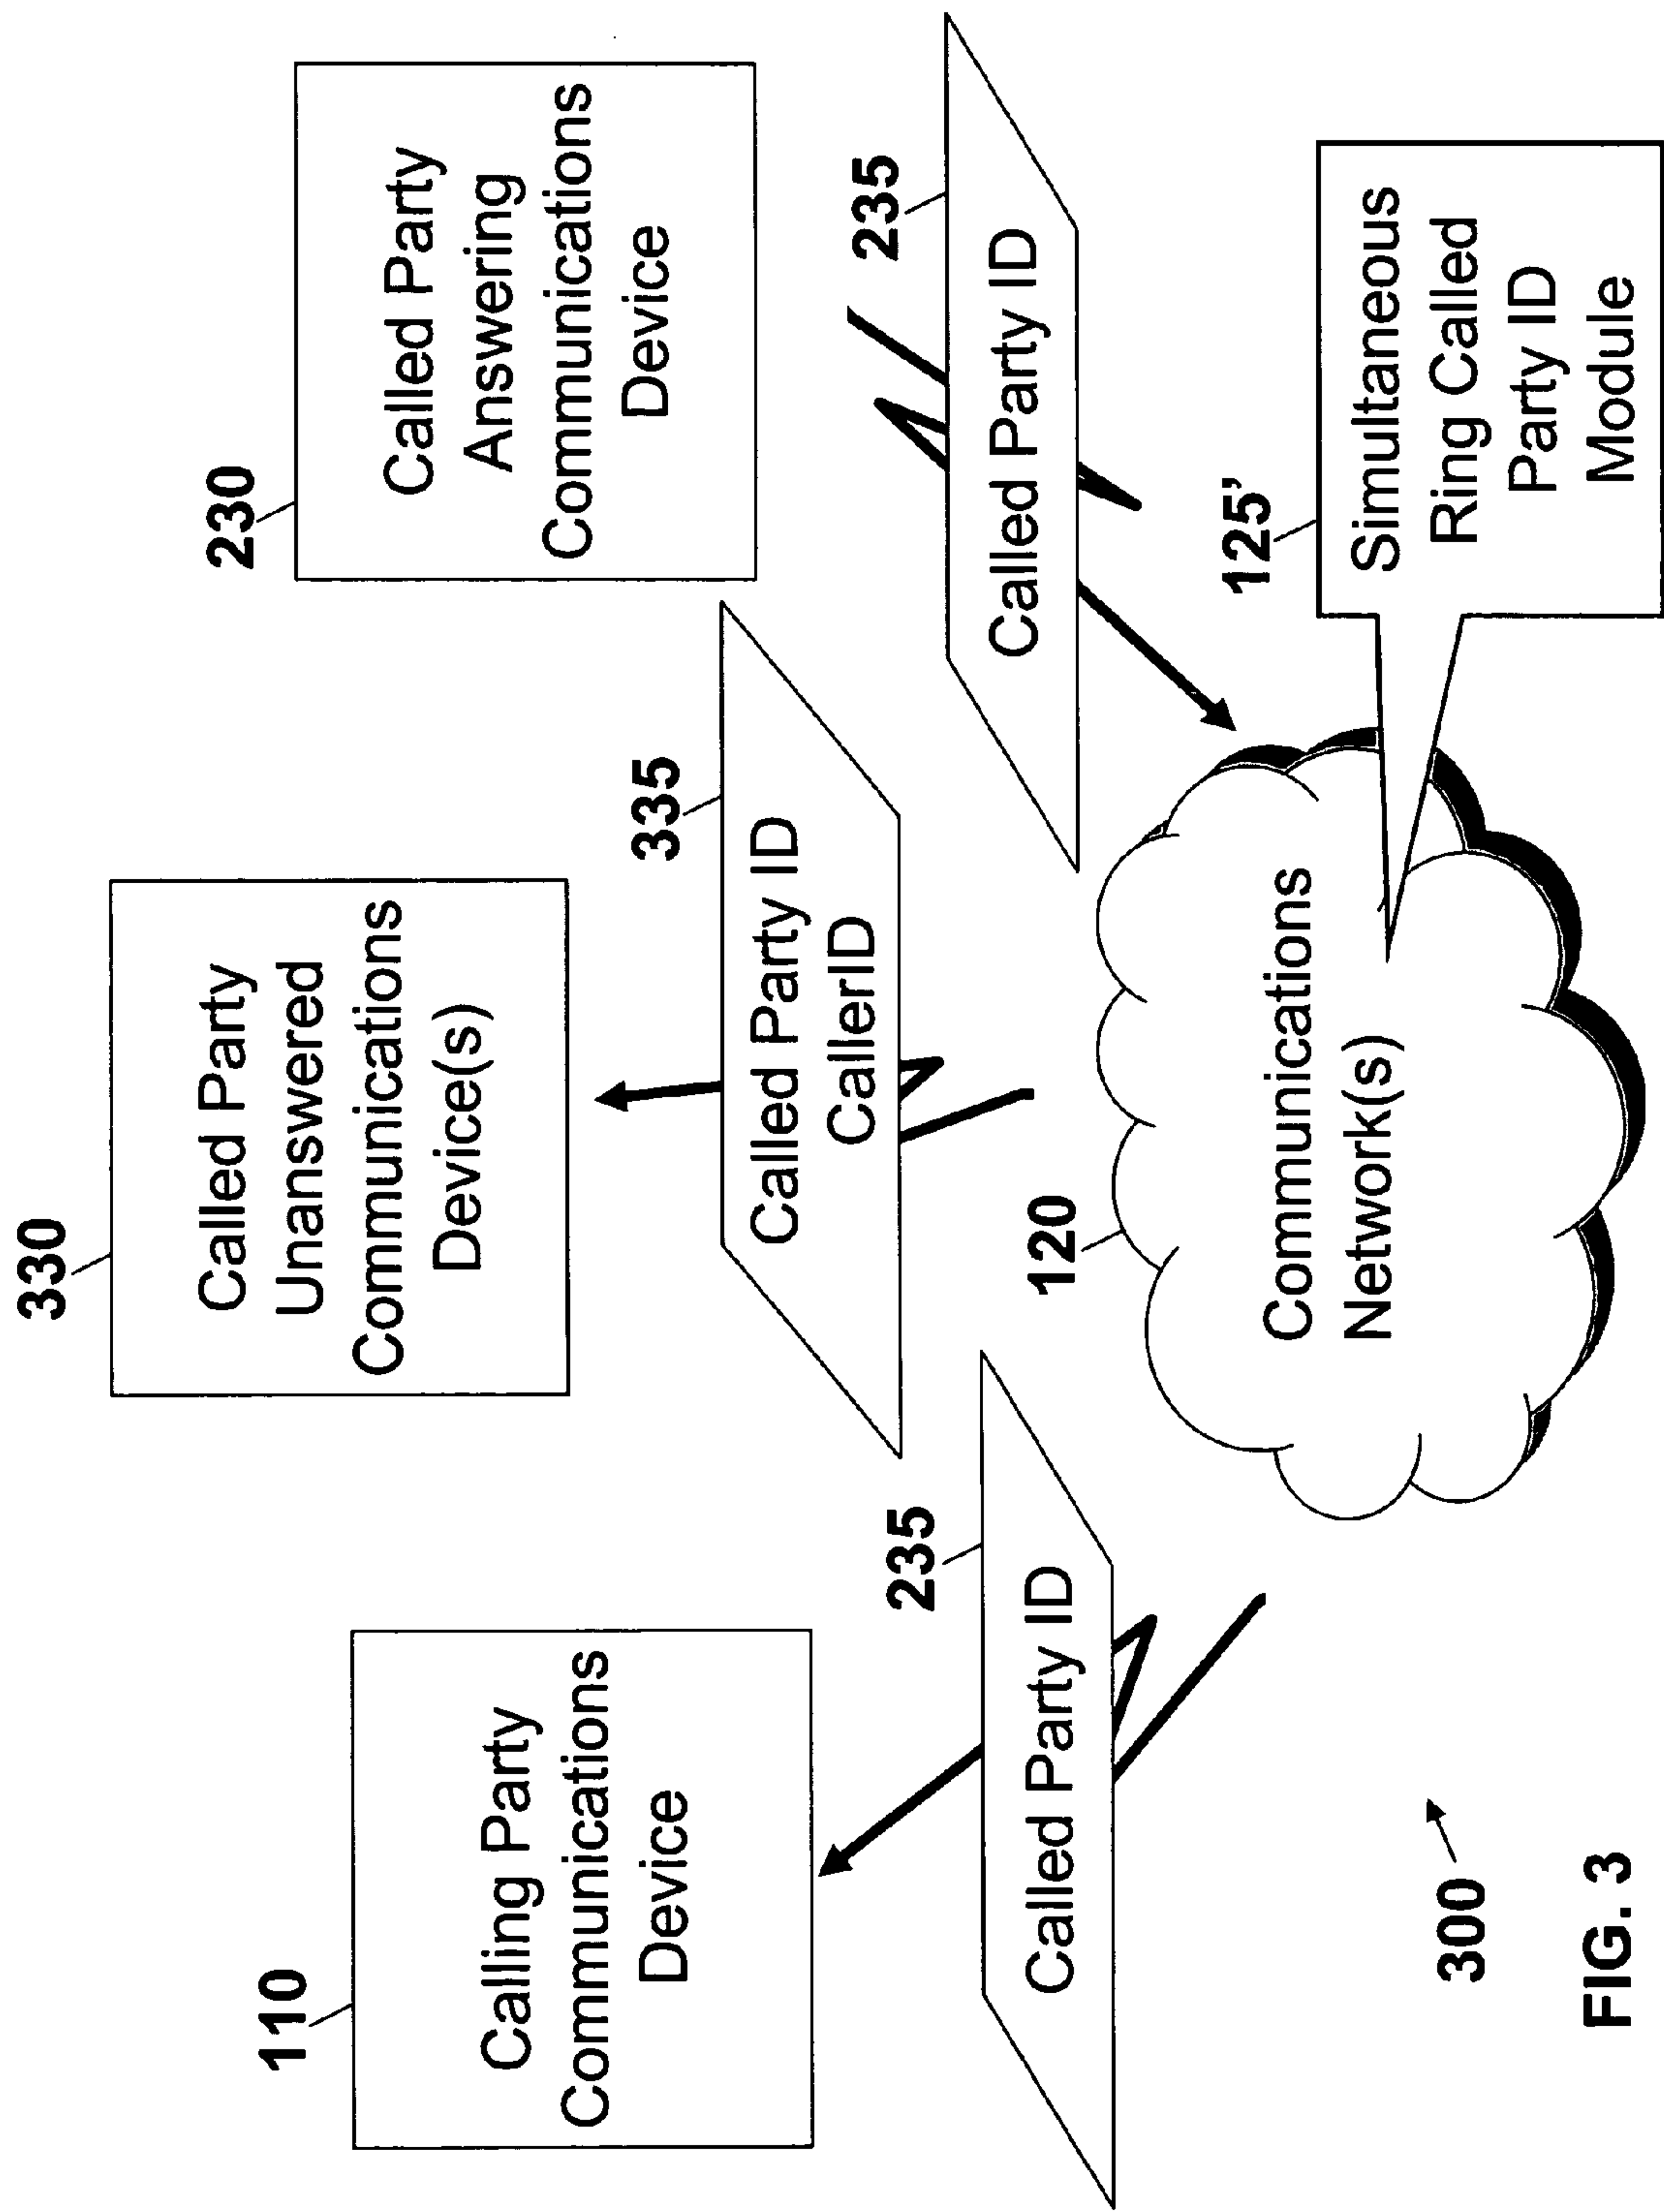 330
Called Party
Unanswered
Communications
Device(s)
110
Calling Party
Communications
Device
230
Called Party
Answering
Communications
Device
335
Called Party ID
CallerID
235
Called Party ID
235
Called Party ID
120
Communications
Network(s)
125’
Simultaneous
Ring Called
Party ID
Module
300
FIG. 3